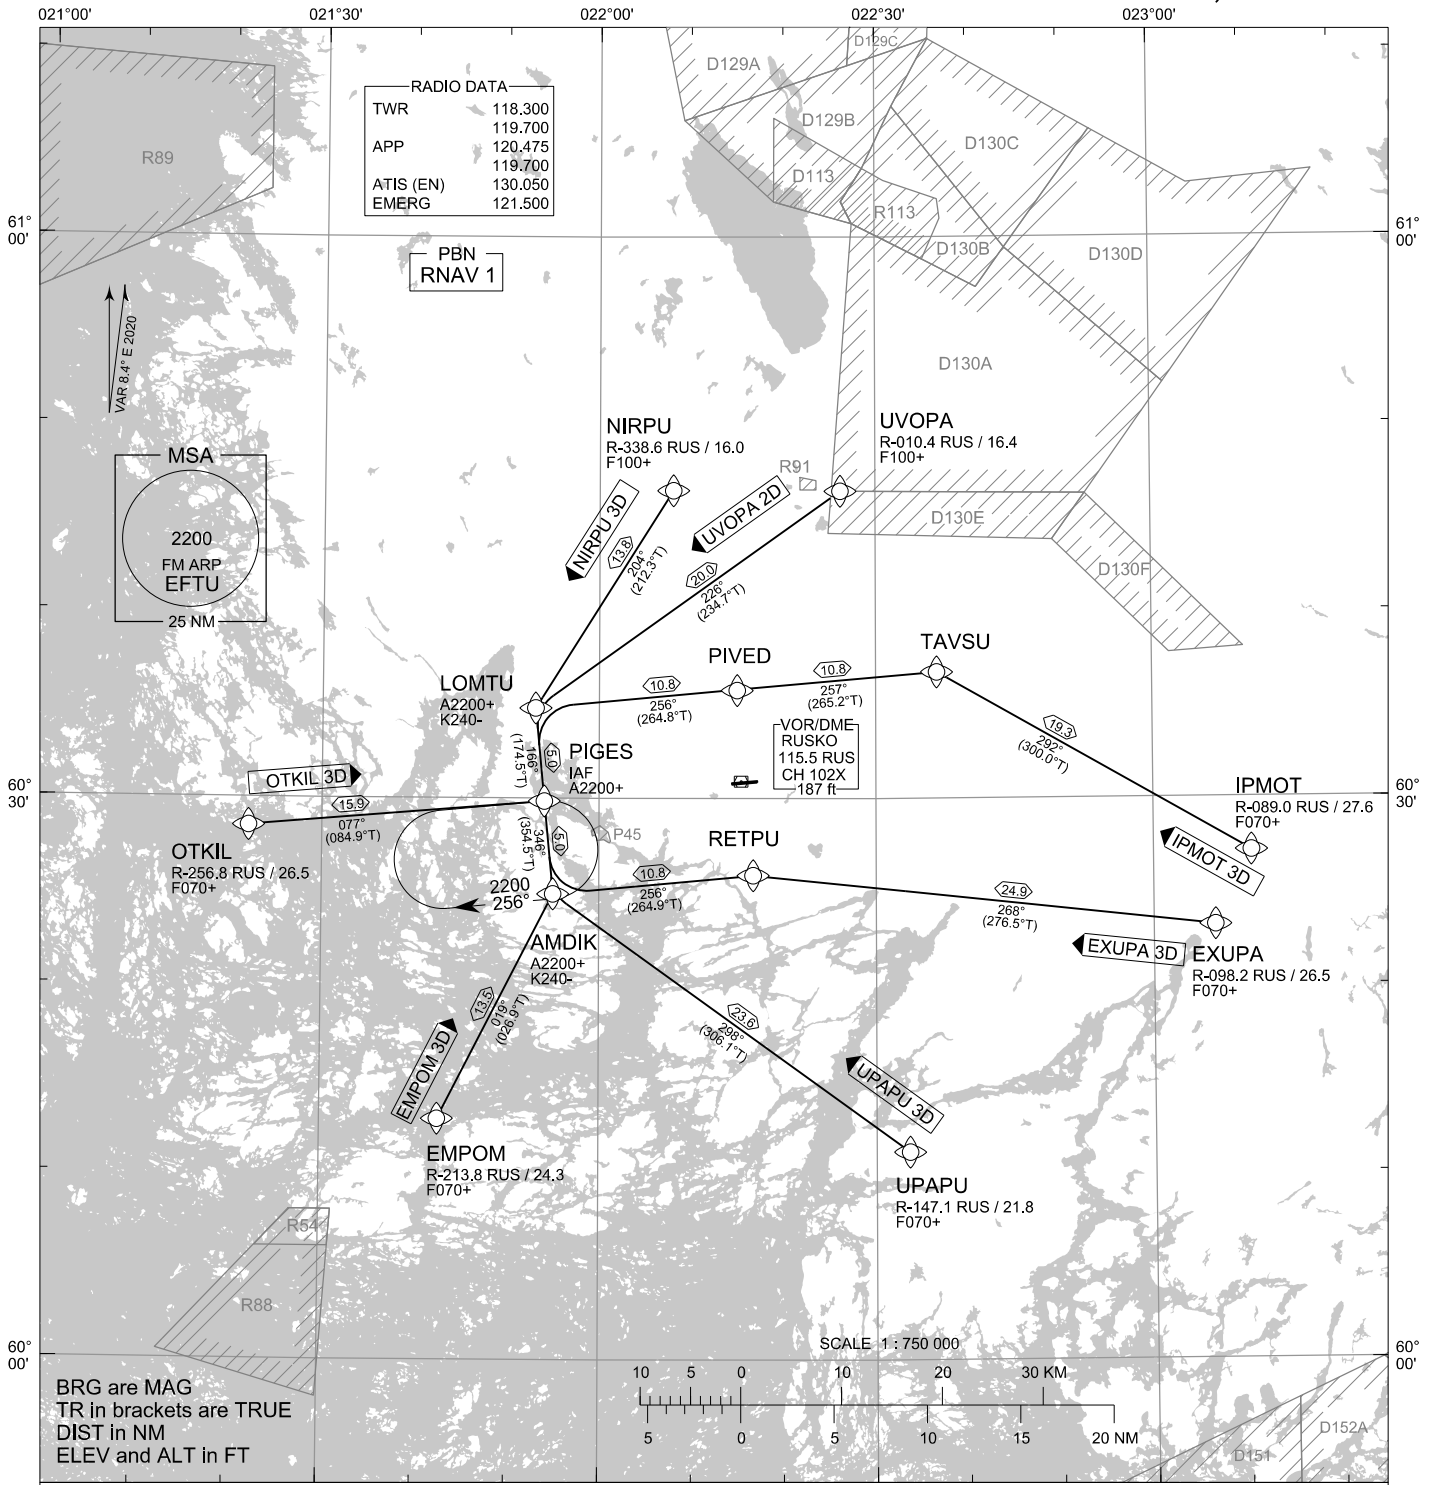 021°00'
021°30'
022°00'
022°30'
023°00'
D129C
D129A
RADIO DATA
TWR 118.300
119.700
APP 120.475
119.700
ATIS (EN) 130.050
EMERG 121.500
D129B
D130C
R89
D113
R113
61°
00'
61°
00'
D130B
D130D
PBN
RNAV 1
VAR 8.4° E 2020
D130A
NIRPU
R-338.6 RUS / 16.0
F100+
UVOPA
R-010.4 RUS / 16.4
F100+
MSA
2200
FM ARP
EFTU
25 NM
R91
D130E
D130F
NIRPU 3D
UVOPA 2D
13.8
204°
(212.3°T)
20.0
226°
(234.7°T)
LOMTU
A2200+
K240-
PIVED
TAVSU
10.8
256°
(264.8°T)
10.8
257°
(265.2°T)
19.3
292°
(300.0°T)
VOR/DME
RUSKO
115.5 RUS
CH 102X
187 ft
5.0
166°
(174.5°T)
PIGES
IAF
A2200+
OTKIL 3D
15.9
077°
(084.9°T)
60°
30'
60°
30'
IPMOT
R-089.0 RUS / 27.6
F070+
IPMOT 3D
OTKIL
R-256.8 RUS / 26.5
F070+
5.0
346°
(354.5°T)
P45
RETPU
2200
256°
10.8
256°
(264.9°T)
24.9
268°
(276.5°T)
EXUPA 3D
EXUPA
R-098.2 RUS / 26.5
F070+
AMDIK
A2200+
K240-
13.5
019°
(026.9°T)
23.6
298°
(306.1°T)
EMPOM 3D
UPAPU 3D
EMPOM
R-213.8 RUS / 24.3
F070+
UPAPU
R-147.1 RUS / 21.8
F070+
R54
R88
60°
00'
60°
00'
SCALE 1 : 750 000
10 5 0 10 20 30 KM
5 0 5 10 15 20 NM
BRG are MAG
TR in brackets are TRUE
DIST in NM
ELEV and ALT in FT
D151
D152A